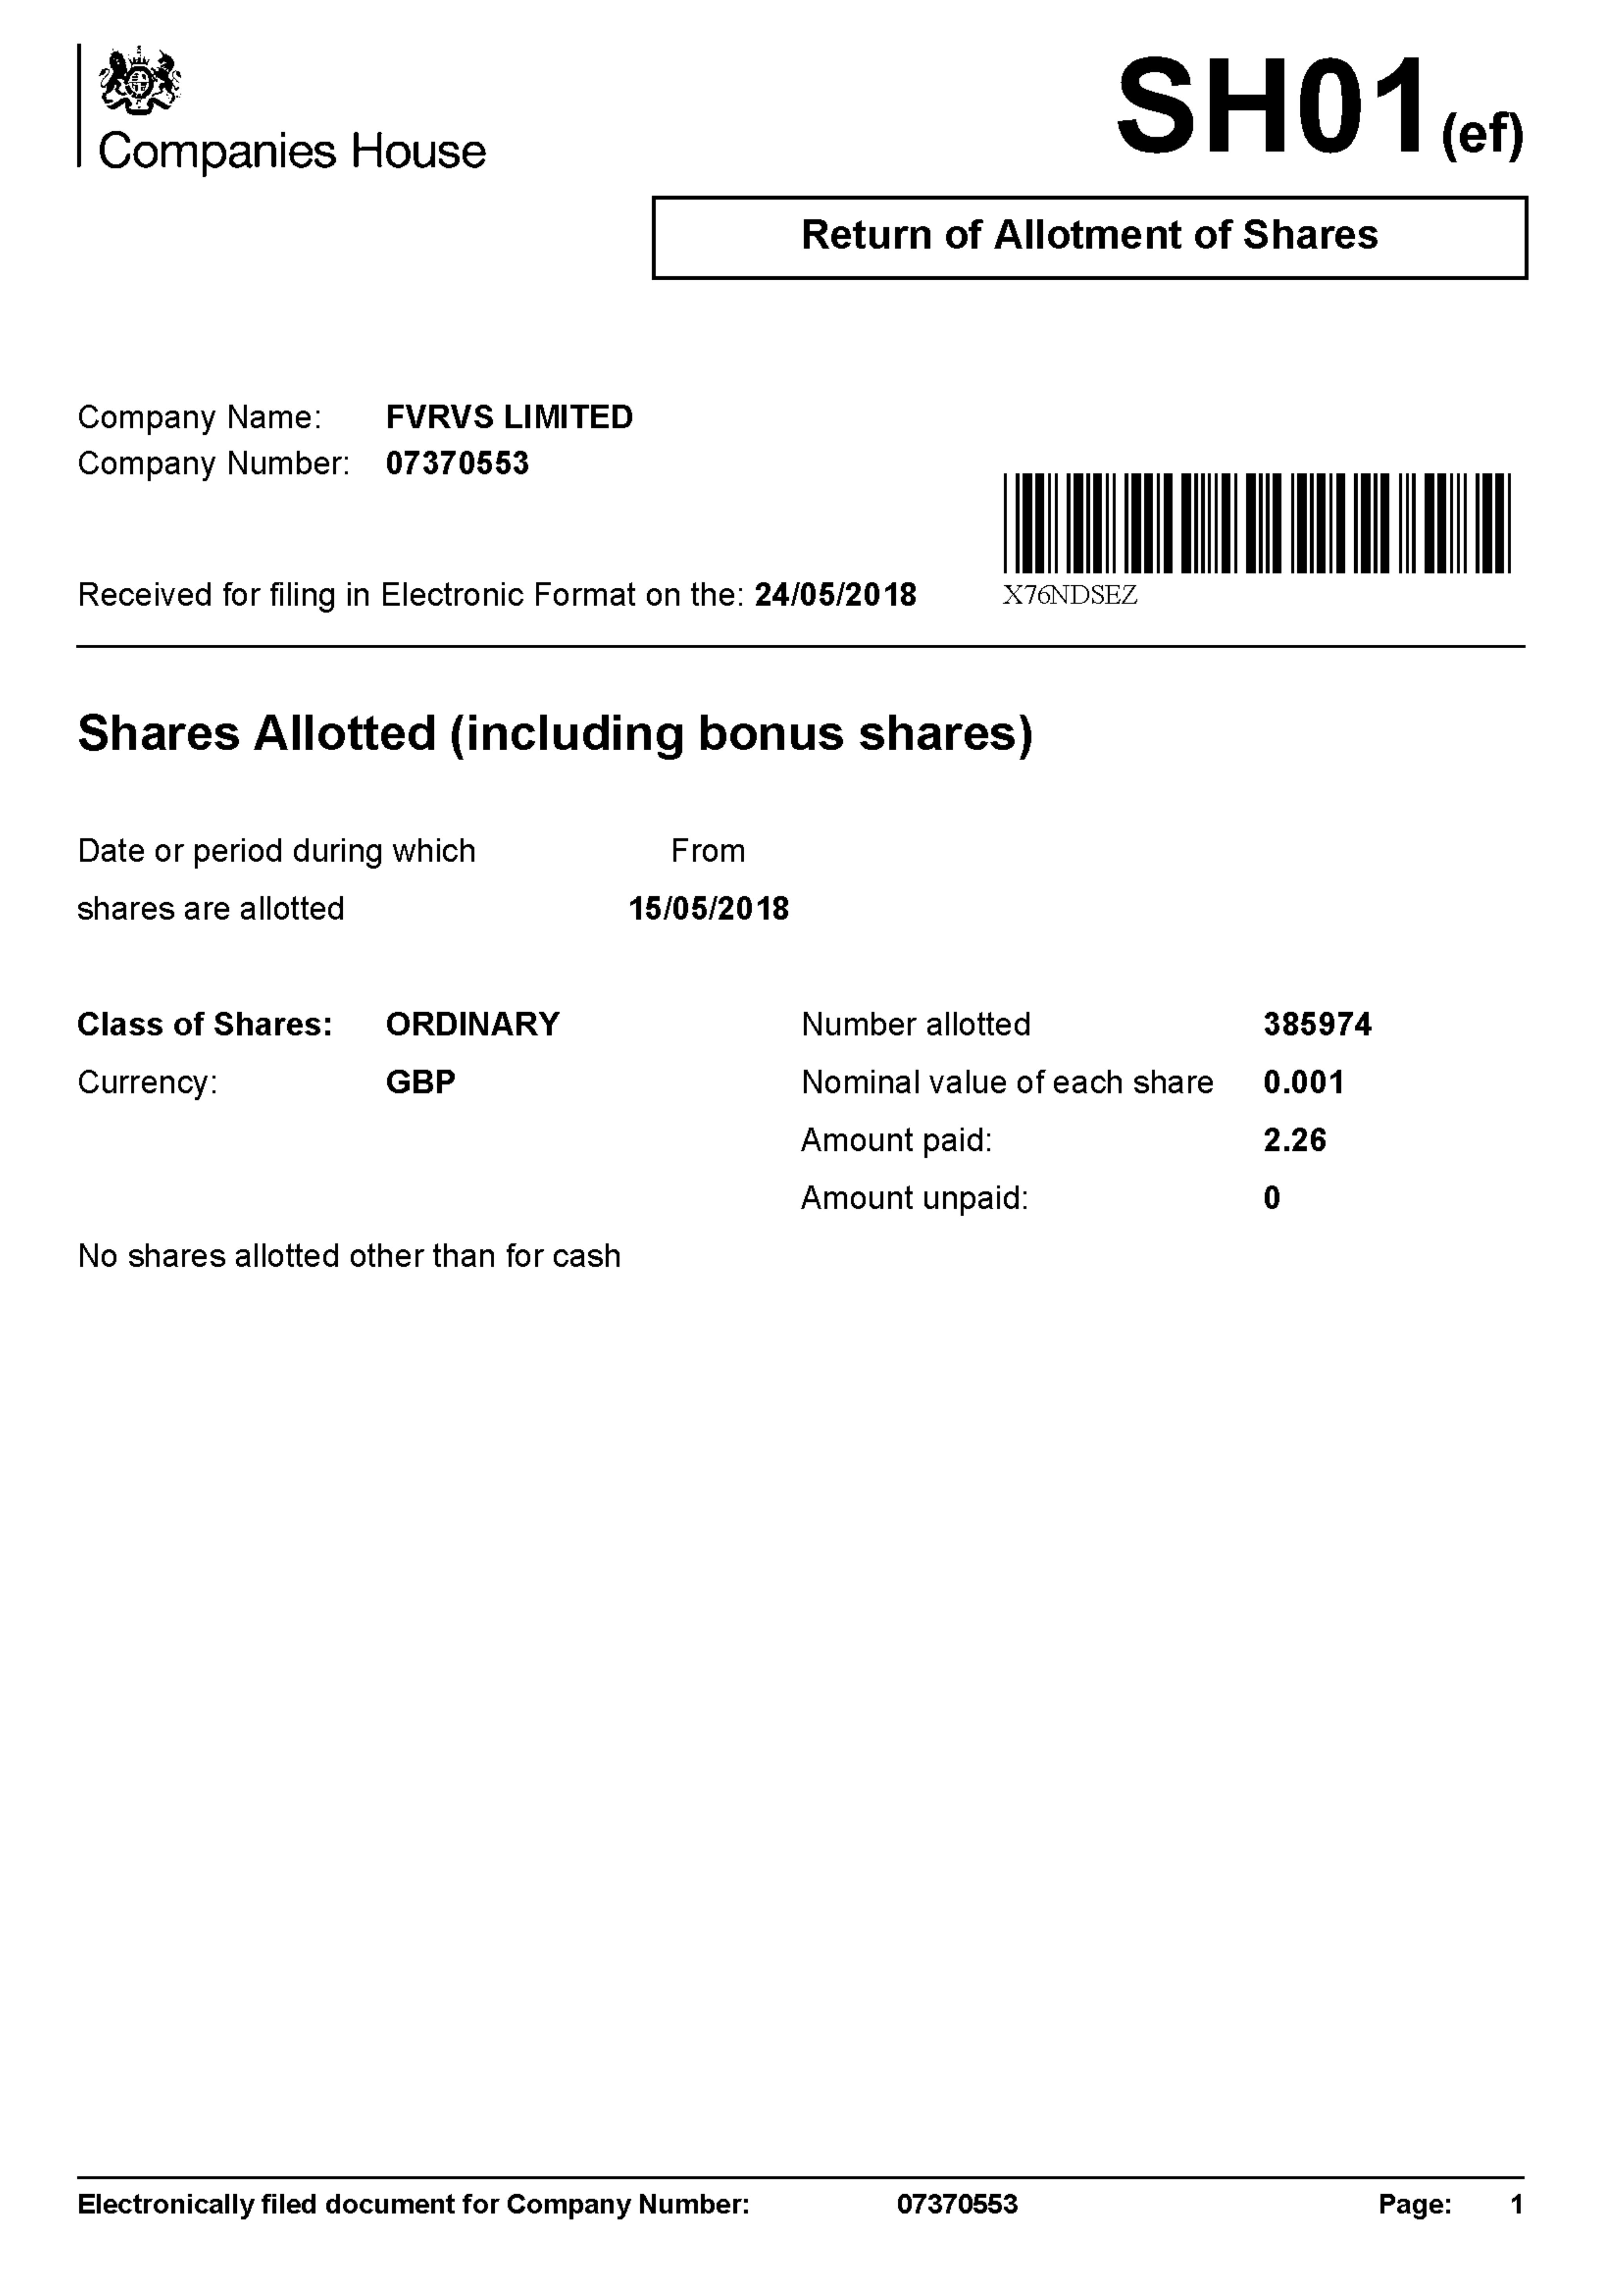 Companies House
SH01(ef)
Return of Allotment of Shares
Company Name: FVRVS LIMITED
Company Number: 07370553
Received for filing in Electronic Format on the: 24/05/2018
X76NDSEZ
Shares Allotted (including bonus shares)
Date or period during which From
shares are allotted 15/05/2018
Class of Shares: ORDINARY Number allotted 385974
Currency: GBP Nominal value of each share 0.001
Amount paid: 2.26
Amount unpaid: 0
No shares allotted other than for cash
Electronically filed document for Company Number: 07370553 Page: 1